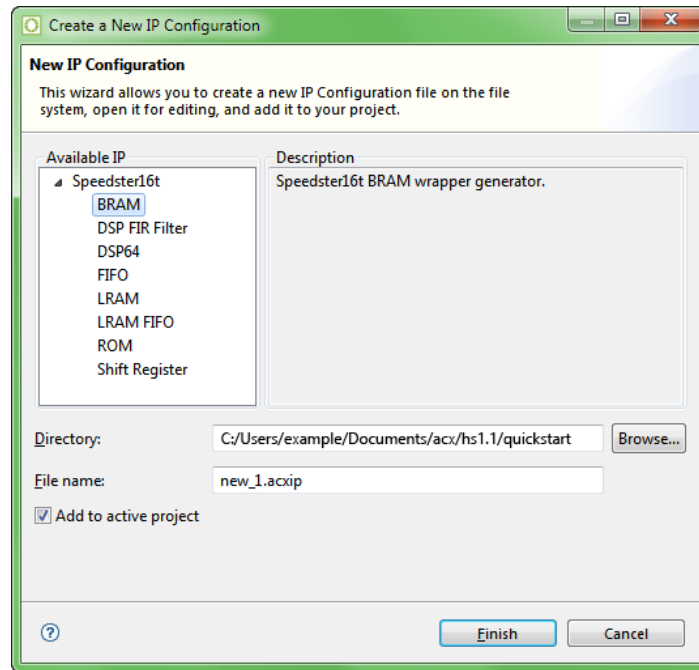 Create a New IP Configuration
New IP Configuration
This wizard allows you to create a new IP Configuration file on the file
system, open it for editing, and add it to your project.
Available IP
Speedster16t
BRAM
DSP FIR Filter
DSP64
FIFO
LRAM
LRAM FIFO
ROM
Shift Register
Description
Speedster16t BRAM wrapper generator.
Directory: C:/Users/example/Documents/acx/hs1.1/quickstart Browse...
File name: new_1.acxip
Add to active project
? Finish Cancel